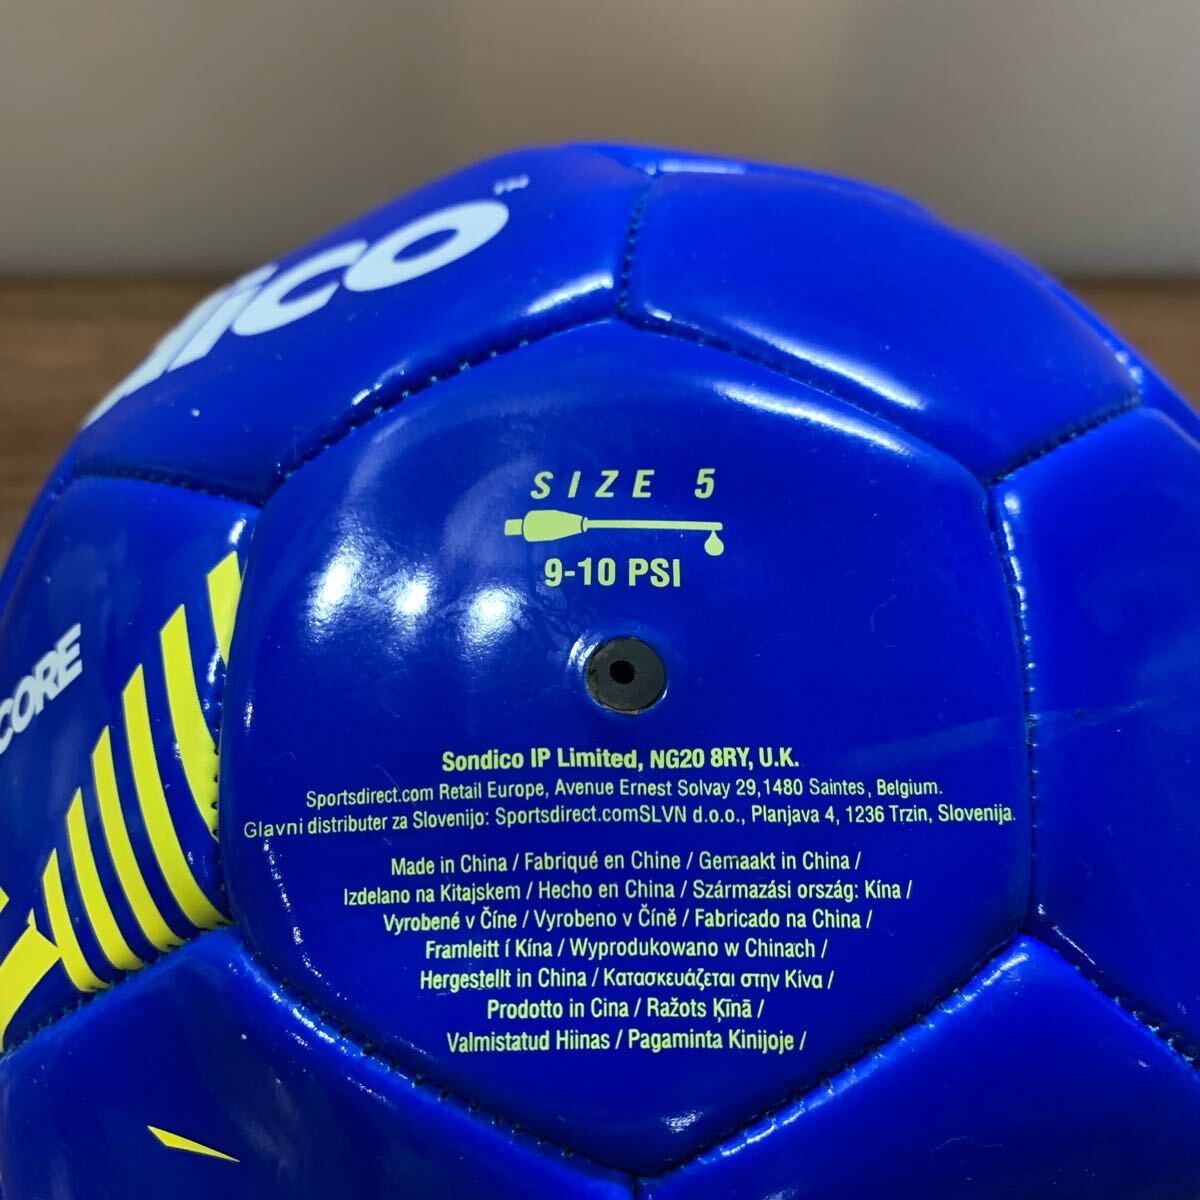 TM
SIZE 5
9-10 PSI
Sondico IP Limited, NG20 8RY, U.K.
Sportsdirect.com Retail Europe, Avenue Ernest Solvay 29,1480 Saintes, Belgium.
Glavni distributer za Slovenijo: Sportsdirect.comSLVN d.o.o., Planjava 4, 1236 Trzin, Slovenija.
Made in China / Fabriqué en Chine / Gemaakt in China /
Izdelano na Kitajskem / Hecho en China / Származási ország: Kína /
Vyrobené v Číne / Vyrobeno v Číně / Fabricado na China /
Framleitt í Kína / Wyprodukowano w Chinach /
Hergestellt in China / Κατασκευάζεται στην Κίνα /
Prodotto in Cina / Ražots Ķīnā /
Valmistatud Hiinas / Pagaminta Kinijoje /
CORE